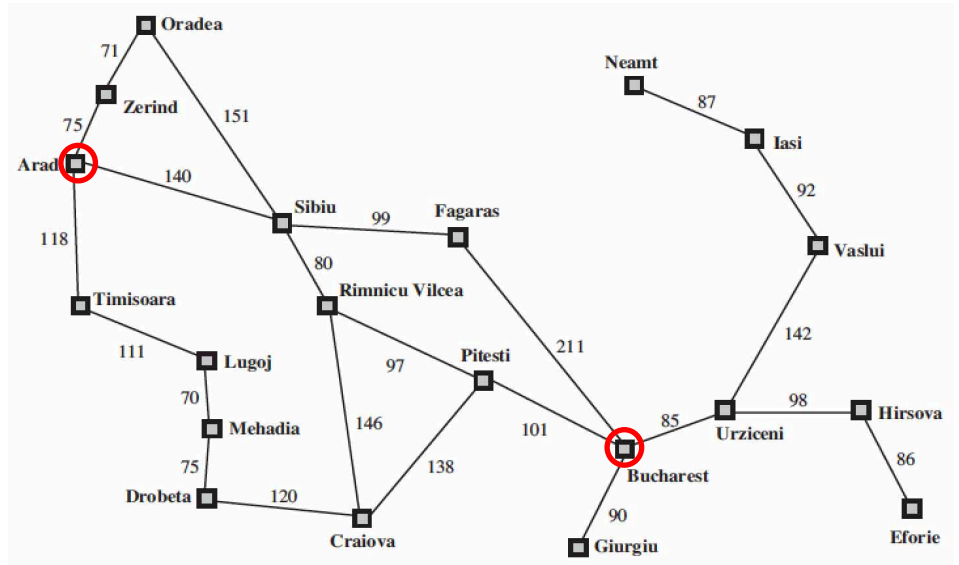 Oradea
71
Neamt
87
Zerind
75
151
Iasi
Arad
140
92
Sibiu
99
Fagaras
118
80
Vaslui
Timisoara
Rimnicu Vilcea
142
111
Lugoj
97
Pitesti
211
70
98
Hirsova
Mehadia
146
101
85
Urziceni
75
138
86
Drobeta
120
Bucharest
90
Craiova
Giurgiu
Eforie